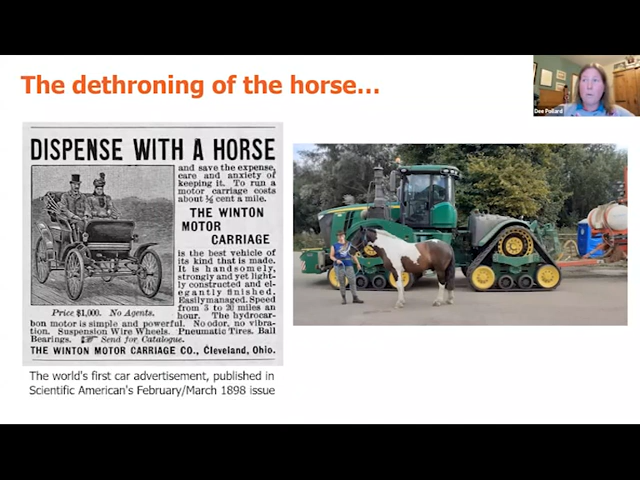 The dethroning of the horse...
Dee Pollard
DISPENSE WITH A HORSE
and save the expense,
care and anxiety of
keeping it. To run a
motor carriage costs
about ½ cent a mile.
THE WINTON
MOTOR
CARRIAGE
is the best vehicle of
its kind that is made.
It is handsomely,
strongly and yet light-
ly constructed and el-
egantly finished.
Easily managed. Speed
from 3 to 20 miles an
hour. The hydrocar-
Price $1,000. No Agents.
bon motor is simple and powerful. No odor, no vibra-
tion. Suspension Wire Wheels. Pneumatic Tires. Ball
Bearings. Send for Catalogue.
THE WINTON MOTOR CARRIAGE CO., Cleveland, Ohio.
The world's first car advertisement, published in
Scientific American's February/March 1898 issue